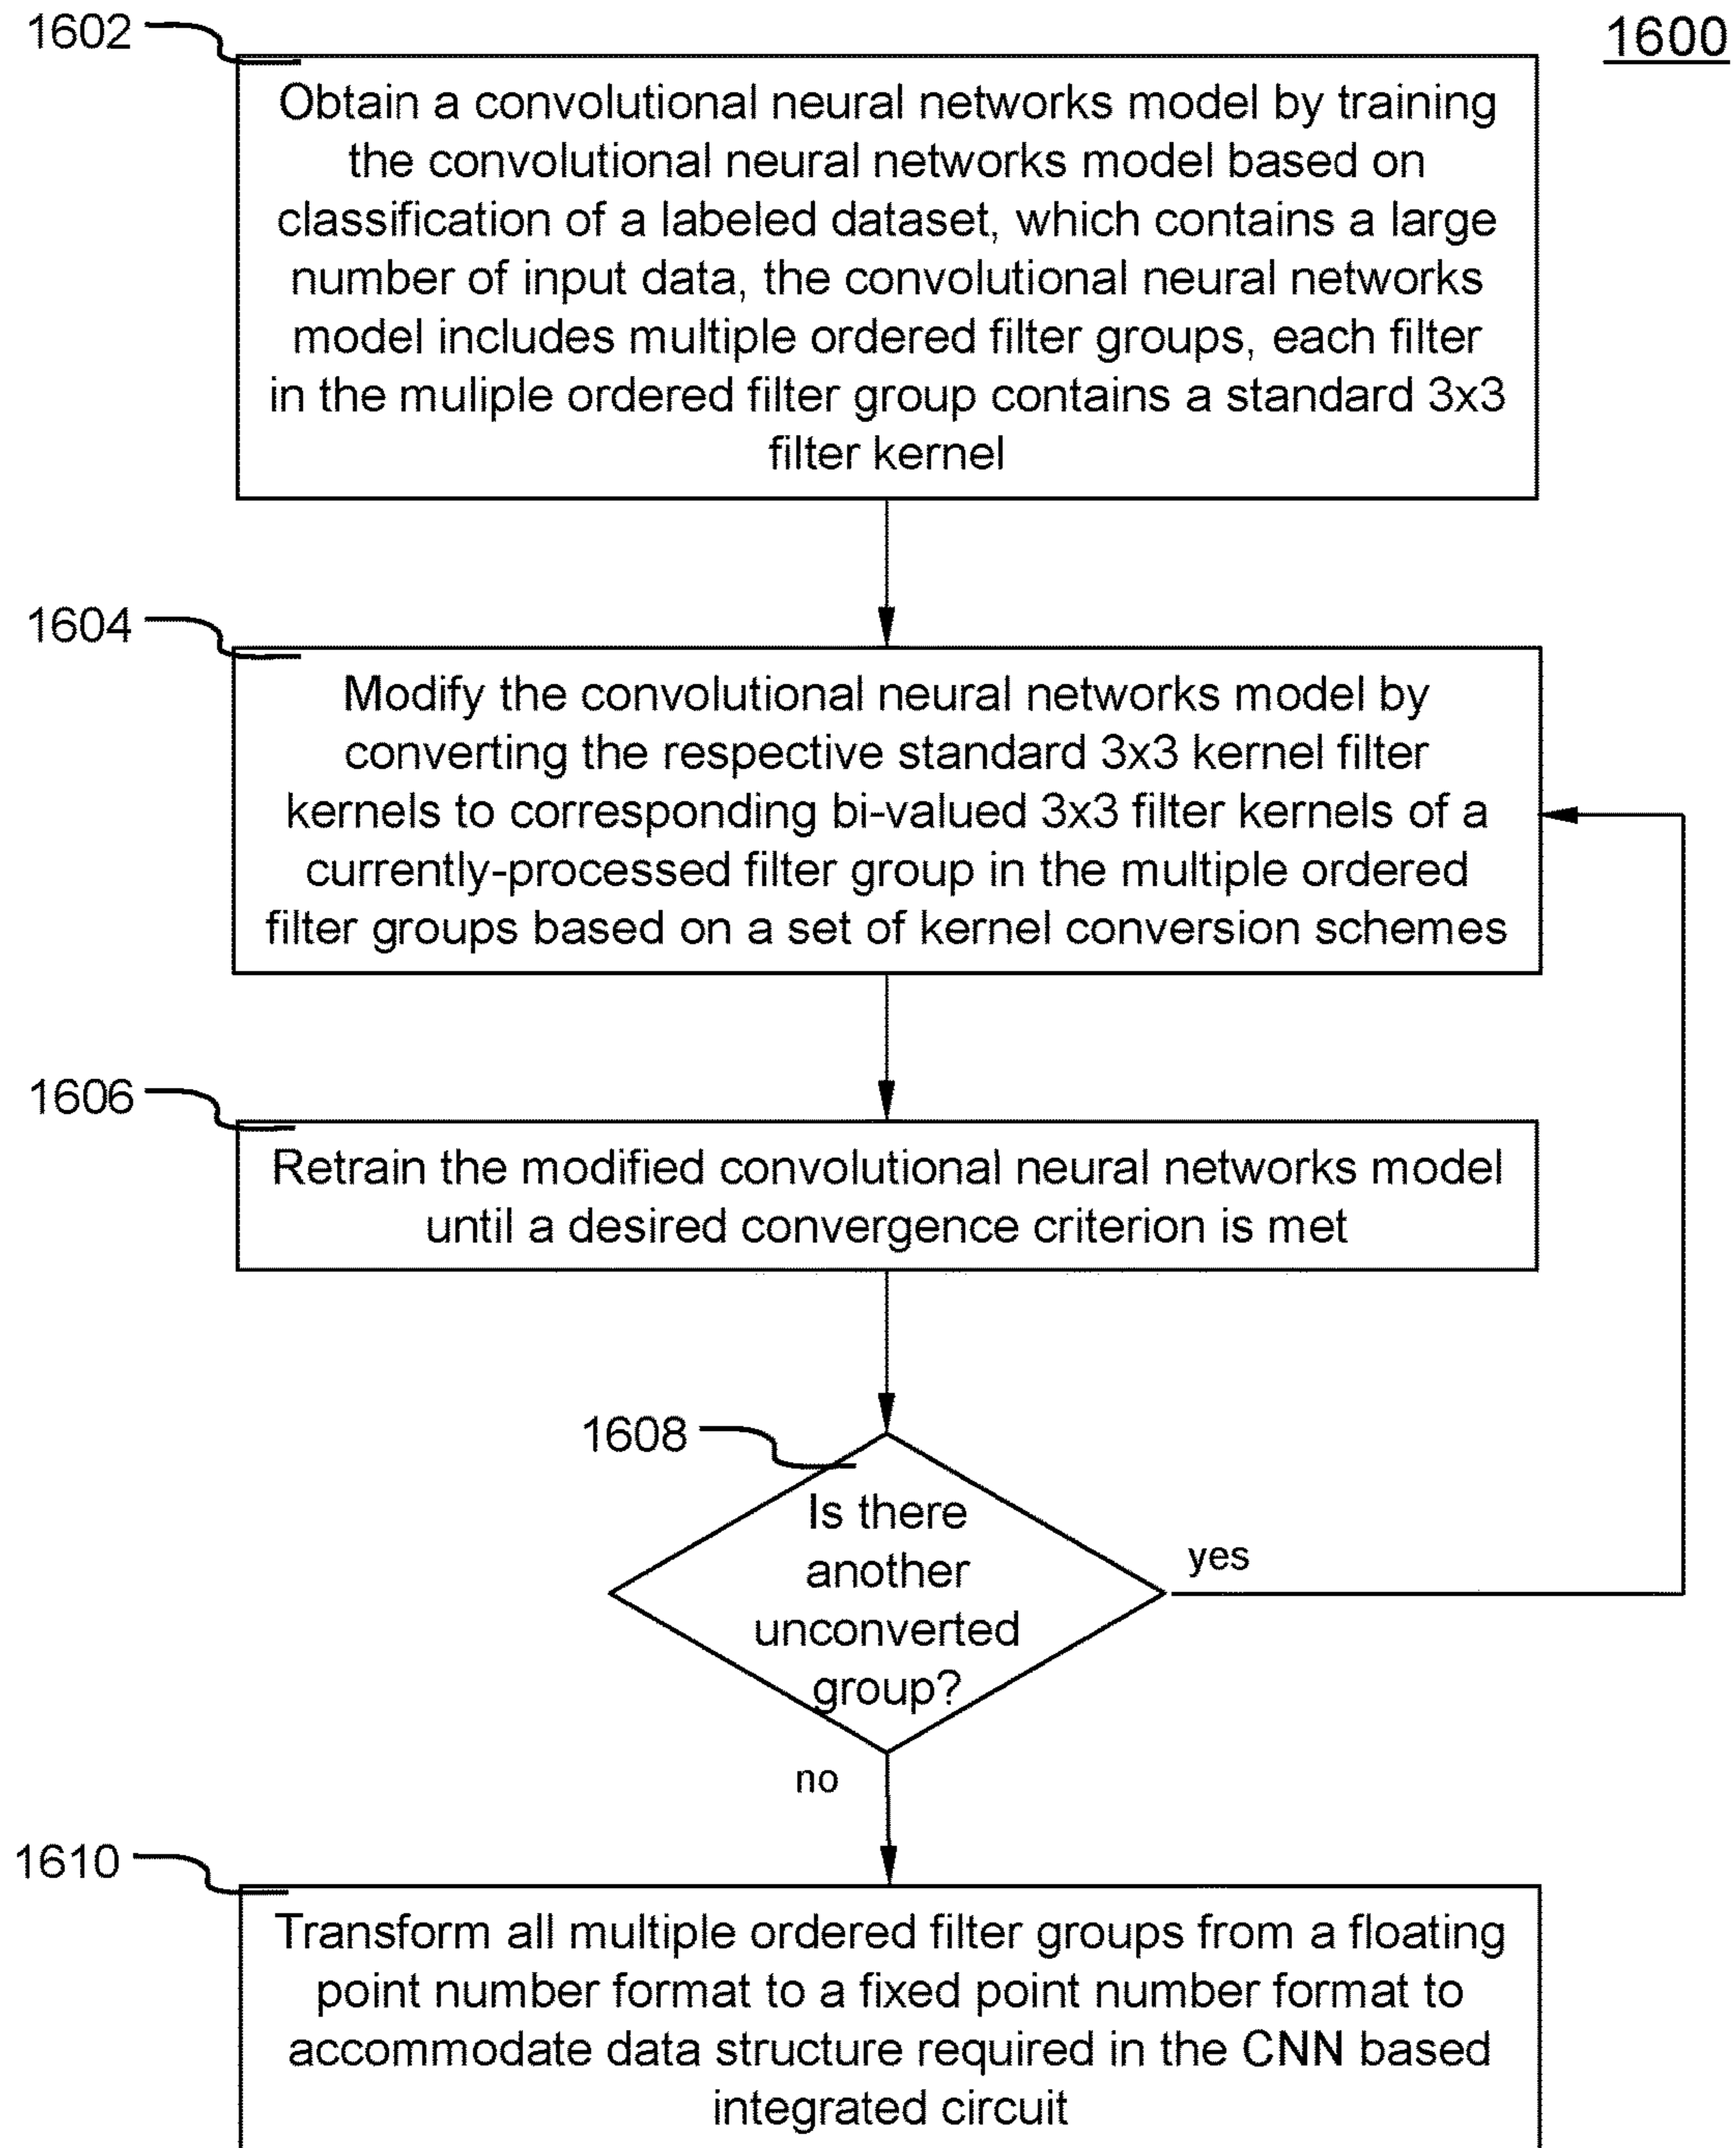 1602
1600
Obtain a convolutional neural networks model by training
the convolutional neural networks model based on
classification of a labeled dataset, which contains a large
number of input data, the convolutional neural networks
model includes multiple ordered filter groups, each filter
in the muliple ordered filter group contains a standard 3x3
filter kernel
1604
Modify the convolutional neural networks model by
converting the respective standard 3x3 kernel filter
kernels to corresponding bi-valued 3x3 filter kernels of a
currently-processed filter group in the multiple ordered
filter groups based on a set of kernel conversion schemes
1606
Retrain the modified convolutional neural networks model
until a desired convergence criterion is met
1608
Is there
another
unconverted
group?
yes
no
1610
Transform all multiple ordered filter groups from a floating
point number format to a fixed point number format to
accommodate data structure required in the CNN based
integrated circuit